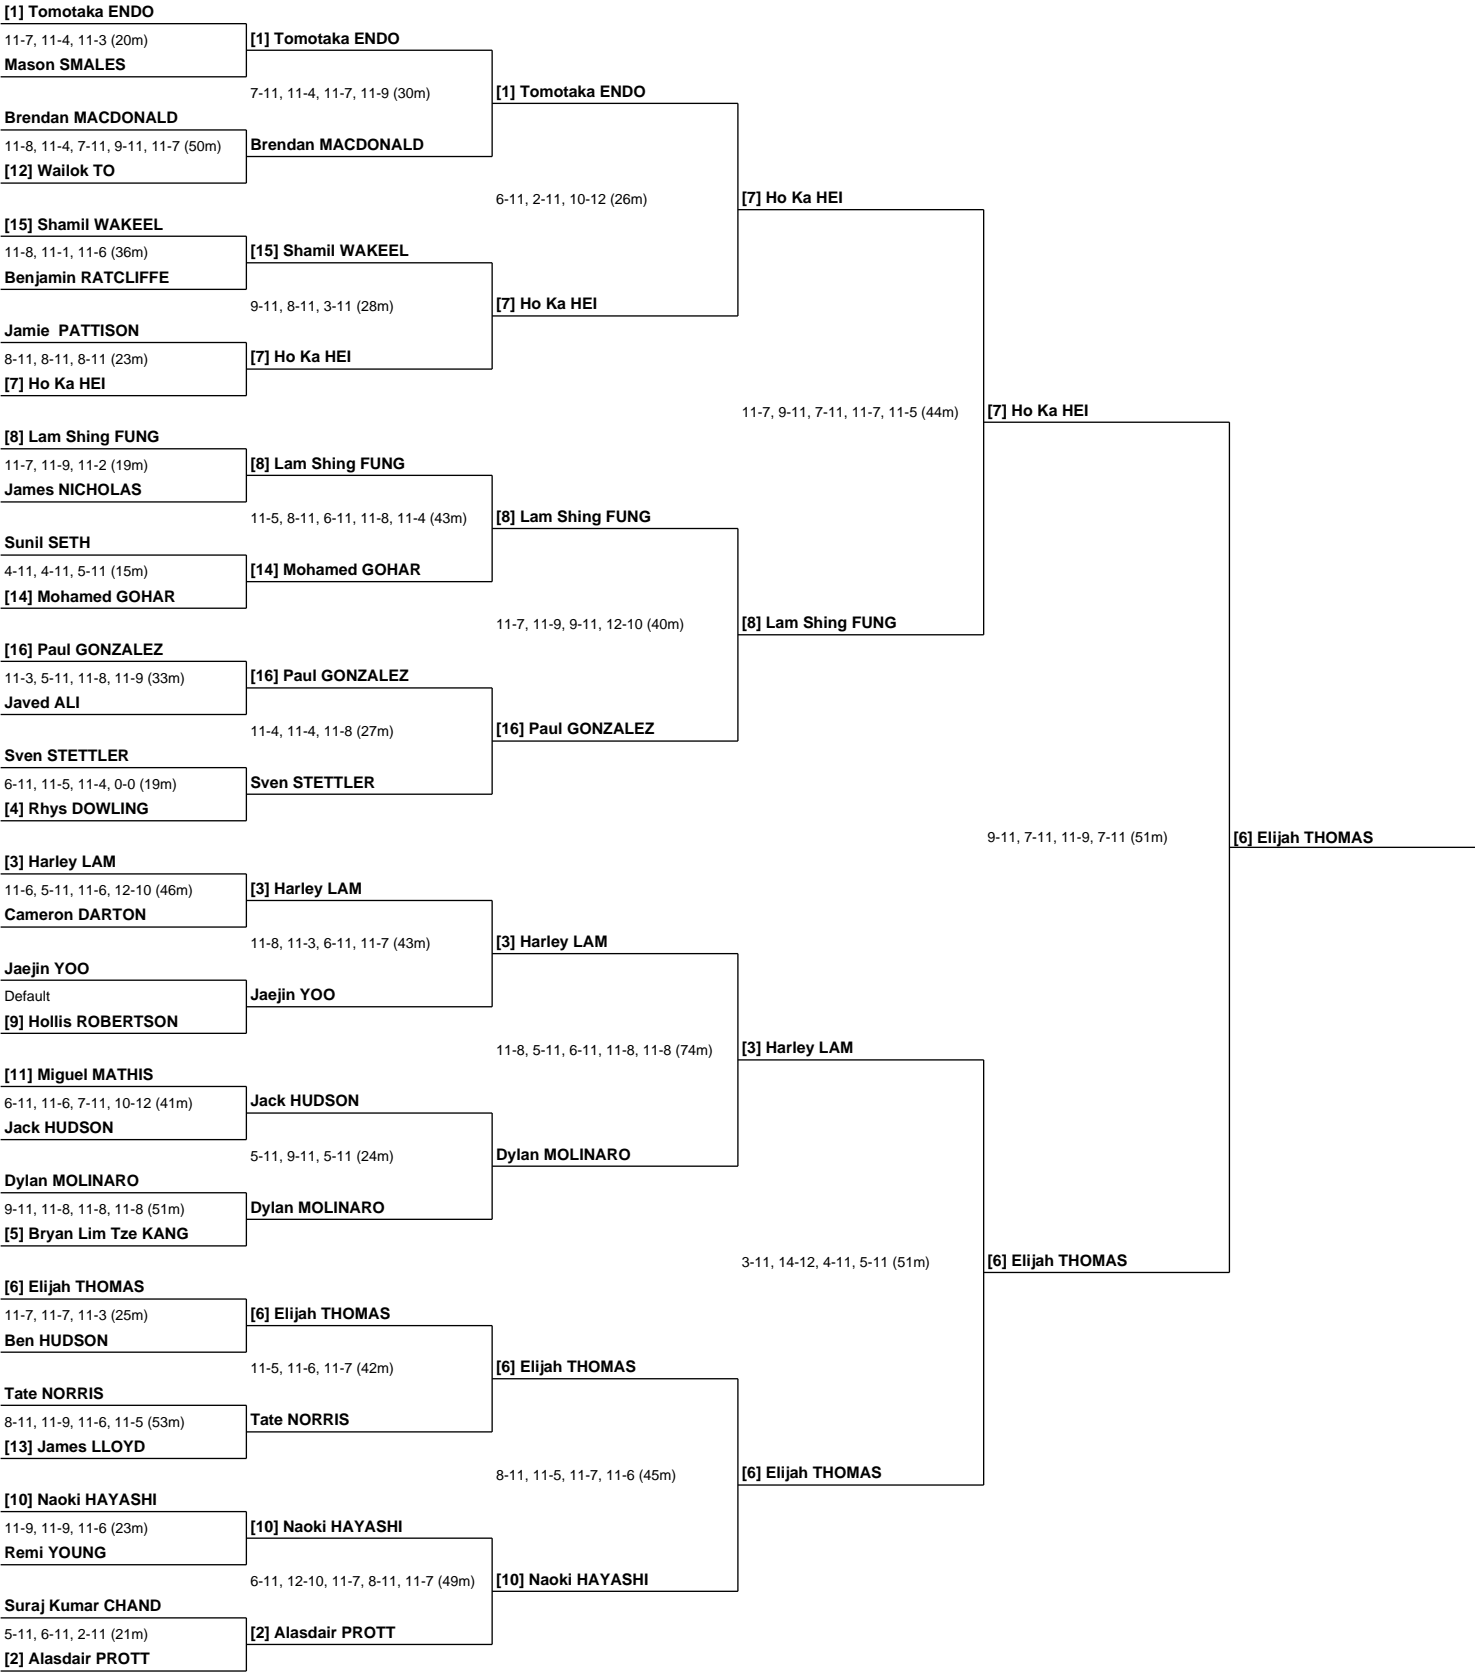 [1] Tomotaka ENDO
11-7, 11-4, 11-3 (20m)
[1] Tomotaka ENDO
Mason SMALES
7-11, 11-4, 11-7, 11-9 (30m)
[1] Tomotaka ENDO
Brendan MACDONALD
11-8, 11-4, 7-11, 9-11, 11-7 (50m)
Brendan MACDONALD
[12] Wailok TO
6-11, 2-11, 10-12 (26m)
[7] Ho Ka HEI
[15] Shamil WAKEEL
11-8, 11-1, 11-6 (36m)
[15] Shamil WAKEEL
Benjamin RATCLIFFE
9-11, 8-11, 3-11 (28m)
[7] Ho Ka HEI
Jamie PATTISON
8-11, 8-11, 8-11 (23m)
[7] Ho Ka HEI
[7] Ho Ka HEI
11-7, 9-11, 7-11, 11-7, 11-5 (44m)
[7] Ho Ka HEI
[8] Lam Shing FUNG
11-7, 11-9, 11-2 (19m)
[8] Lam Shing FUNG
James NICHOLAS
11-5, 8-11, 6-11, 11-8, 11-4 (43m)
[8] Lam Shing FUNG
Sunil SETH
4-11, 4-11, 5-11 (15m)
[14] Mohamed GOHAR
[14] Mohamed GOHAR
11-7, 11-9, 9-11, 12-10 (40m)
[8] Lam Shing FUNG
[16] Paul GONZALEZ
11-3, 5-11, 11-8, 11-9 (33m)
[16] Paul GONZALEZ
Javed ALI
11-4, 11-4, 11-8 (27m)
[16] Paul GONZALEZ
Sven STETTLER
6-11, 11-5, 11-4, 0-0 (19m)
Sven STETTLER
[4] Rhys DOWLING
9-11, 7-11, 11-9, 7-11 (51m)
[6] Elijah THOMAS
[3] Harley LAM
11-6, 5-11, 11-6, 12-10 (46m)
[3] Harley LAM
Cameron DARTON
11-8, 11-3, 6-11, 11-7 (43m)
[3] Harley LAM
Jaejin YOO
Default
Jaejin YOO
[9] Hollis ROBERTSON
11-8, 5-11, 6-11, 11-8, 11-8 (74m)
[3] Harley LAM
[11] Miguel MATHIS
6-11, 11-6, 7-11, 10-12 (41m)
Jack HUDSON
Jack HUDSON
5-11, 9-11, 5-11 (24m)
Dylan MOLINARO
Dylan MOLINARO
9-11, 11-8, 11-8, 11-8 (51m)
Dylan MOLINARO
[5] Bryan Lim Tze KANG
3-11, 14-12, 4-11, 5-11 (51m)
[6] Elijah THOMAS
[6] Elijah THOMAS
11-7, 11-7, 11-3 (25m)
[6] Elijah THOMAS
Ben HUDSON
11-5, 11-6, 11-7 (42m)
[6] Elijah THOMAS
Tate NORRIS
8-11, 11-9, 11-6, 11-5 (53m)
Tate NORRIS
[13] James LLOYD
8-11, 11-5, 11-7, 11-6 (45m)
[6] Elijah THOMAS
[10] Naoki HAYASHI
11-9, 11-9, 11-6 (23m)
[10] Naoki HAYASHI
Remi YOUNG
6-11, 12-10, 11-7, 8-11, 11-7 (49m)
[10] Naoki HAYASHI
Suraj Kumar CHAND
5-11, 6-11, 2-11 (21m)
[2] Alasdair PROTT
[2] Alasdair PROTT